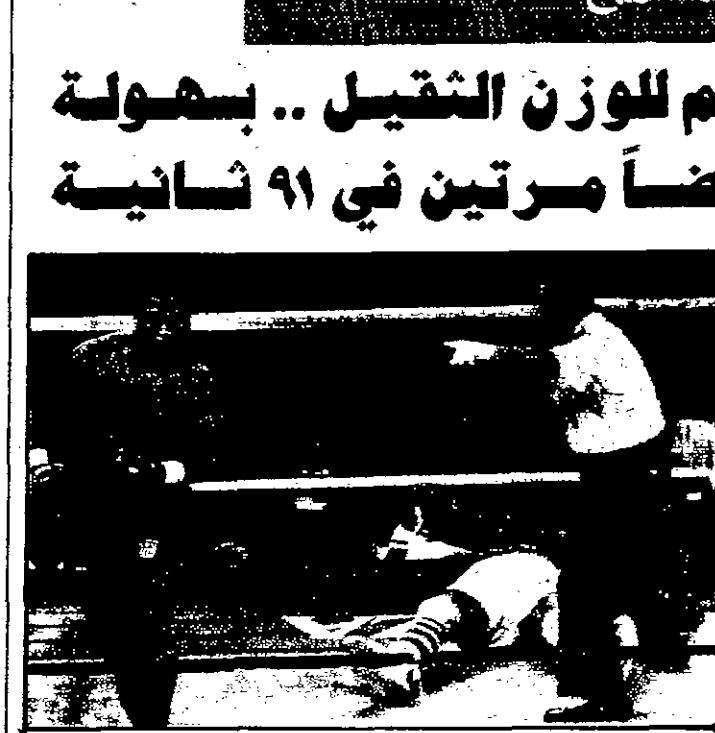 م للوزن الثقيل .. بسهولة
ضاً مرتين في ٩١ ثانية